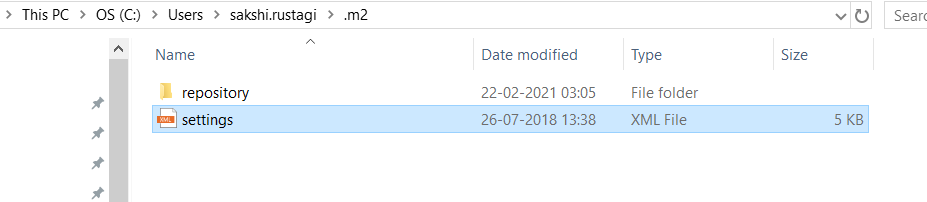 This PC > OS (C:) > Users > sakshi.rustagi > .m2
Searc
Name Date modified Type Size
repository 22-02-2021 03:05 File folder
XML settings 26-07-2018 13:38 XML File 5 KB